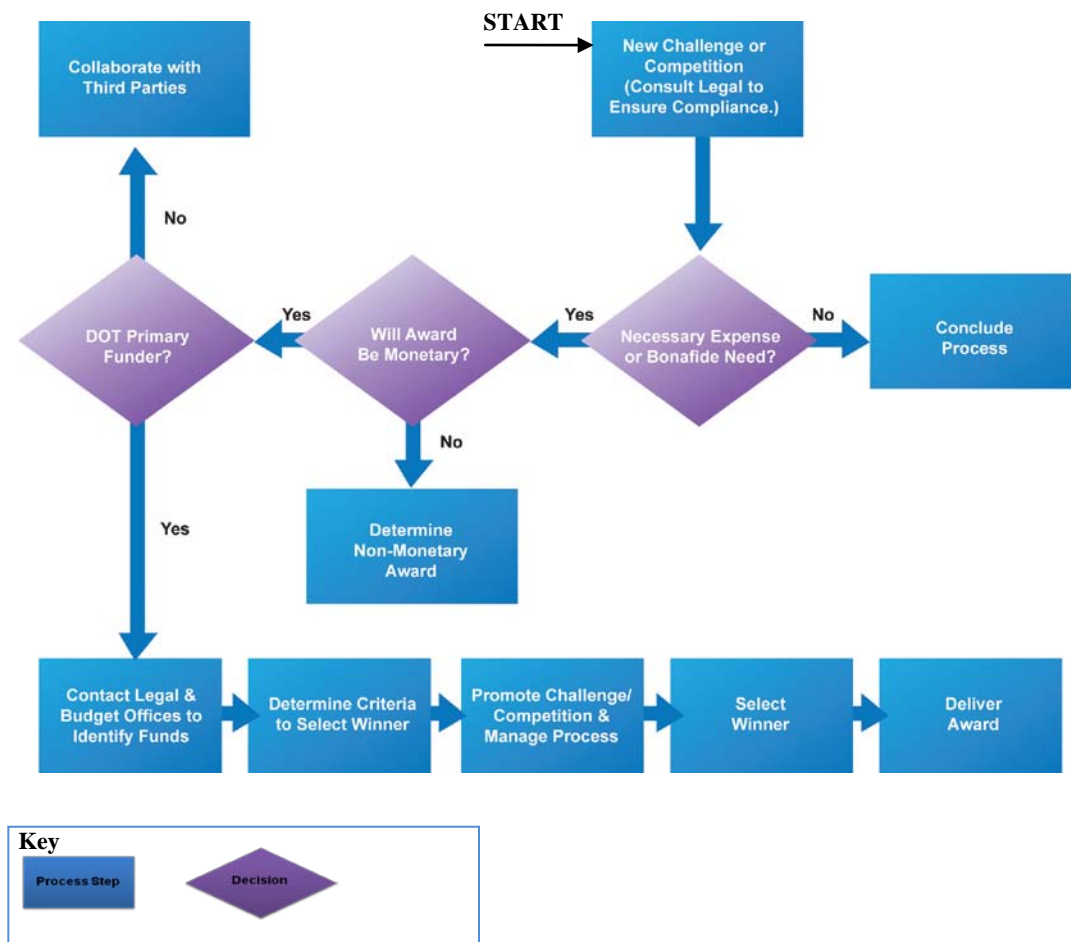 START
New Challenge or
Competition
(Consult Legal to
Ensure Compliance.)
Collaborate with
Third Parties
No
DOT Primary
Funder?
Yes
Will Award
Be Monetary?
Yes
Necessary Expense
or Bonafide Need?
No
Conclude
Process
No
Determine
Non-Monetary
Award
Yes
Contact Legal &
Budget Offices to
Identify Funds
Determine Criteria
to Select Winner
Promote Challenge/
Competition &
Manage Process
Select
Winner
Deliver
Award
Key
Process Step
Decision